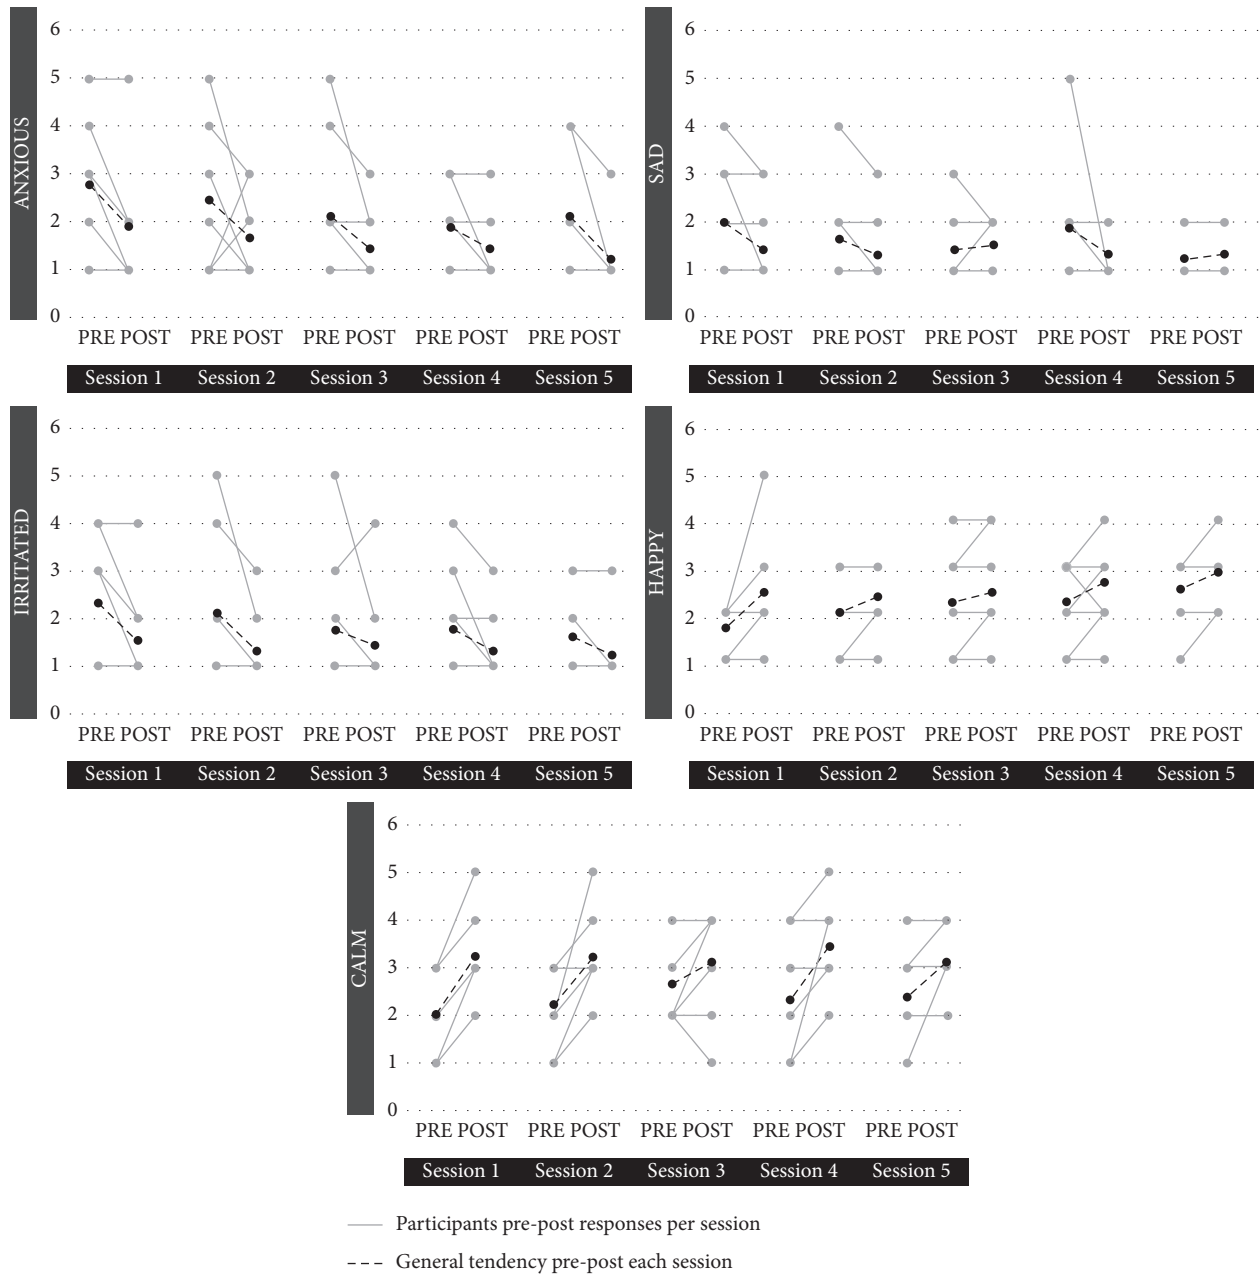 ANXIOUS
6
5
4
3
2
1
0
PRE POST PRE POST PRE POST PRE POST PRE POST
Session 1 Session 2 Session 3 Session 4 Session 5
SAD
6
5
4
3
2
1
0
PRE POST PRE POST PRE POST PRE POST PRE POST
Session 1 Session 2 Session 3 Session 4 Session 5
IRRITATED
6
5
4
3
2
1
0
PRE POST PRE POST PRE POST PRE POST PRE POST
Session 1 Session 2 Session 3 Session 4 Session 5
HAPPY
6
5
4
3
2
1
0
PRE POST PRE POST PRE POST PRE POST PRE POST
Session 1 Session 2 Session 3 Session 4 Session 5
CALM
6
5
4
3
2
1
0
PRE POST PRE POST PRE POST PRE POST PRE POST
Session 1 Session 2 Session 3 Session 4 Session 5
Participants pre-post responses per session
General tendency pre-post each session